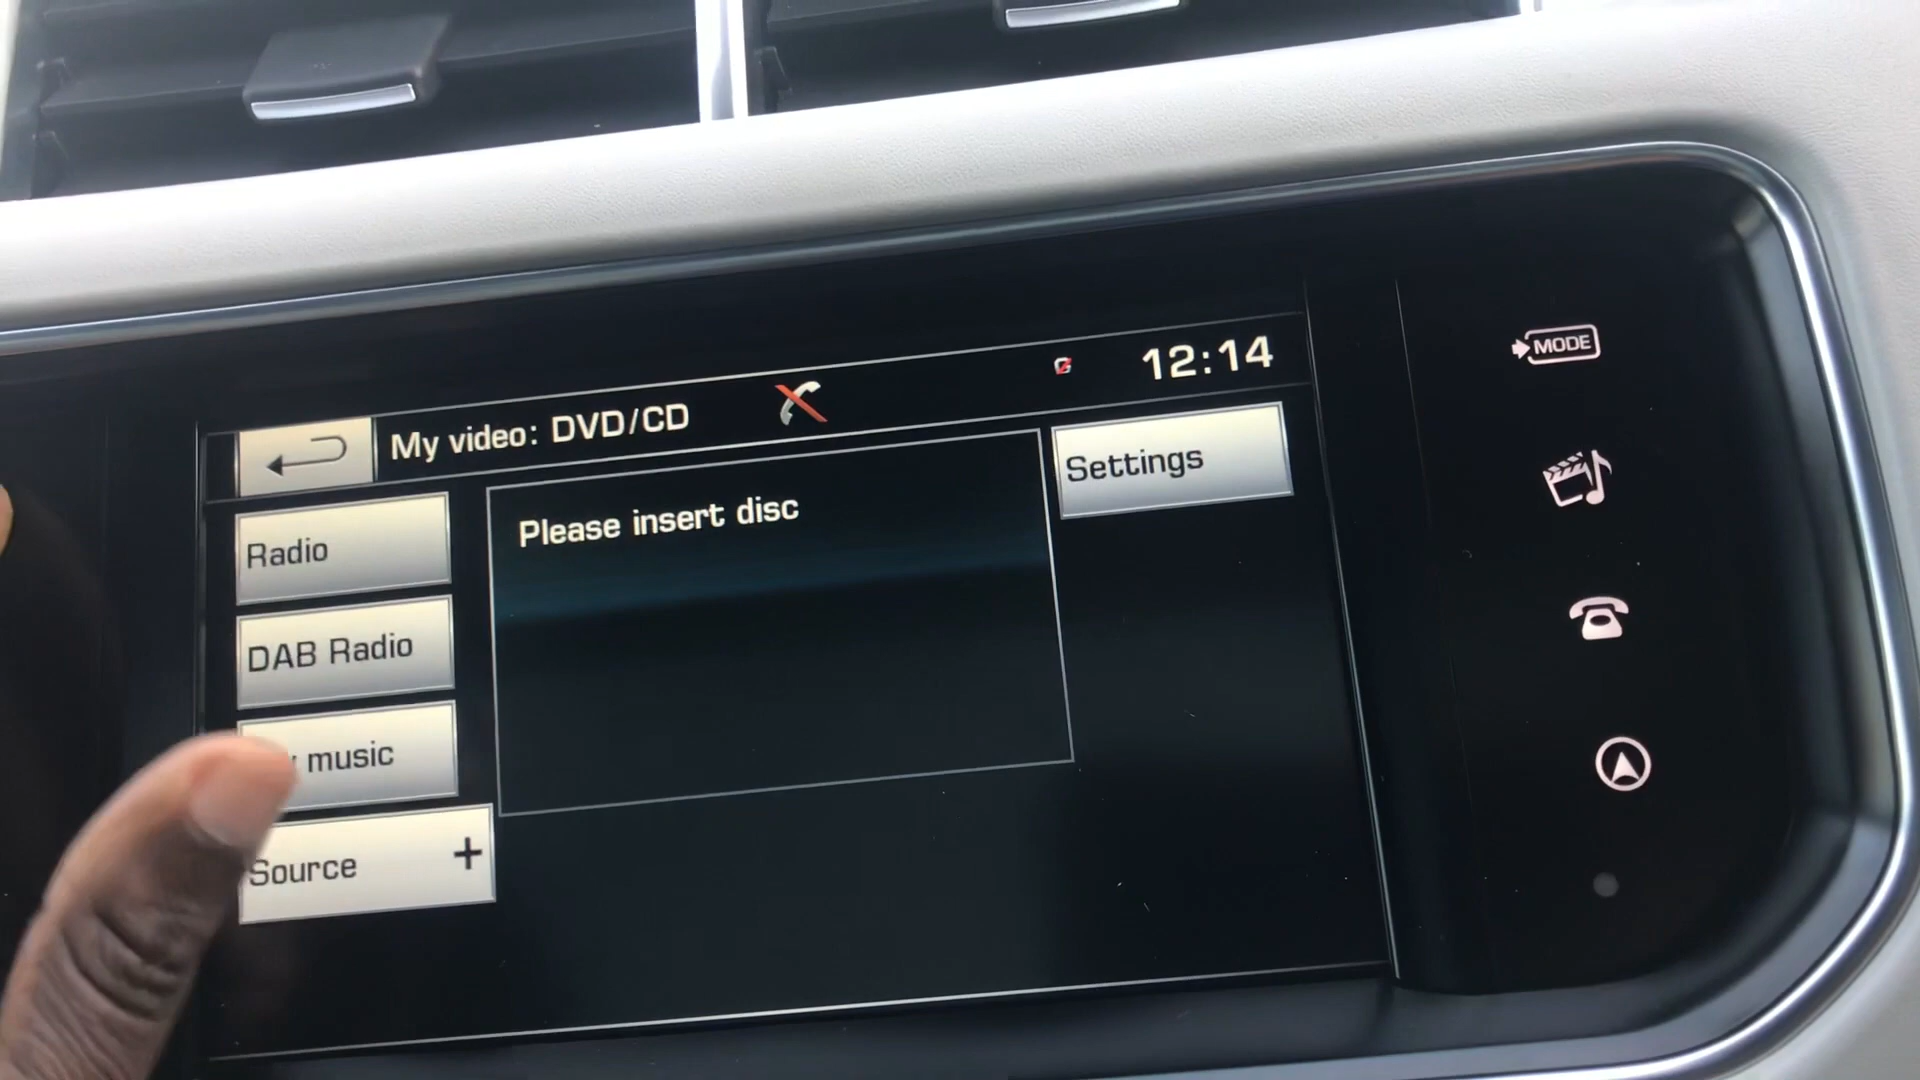 My video: DVD/CD
12:14
Settings
Please insert disc
Radio
DAB Radio
music
Source +
MODE